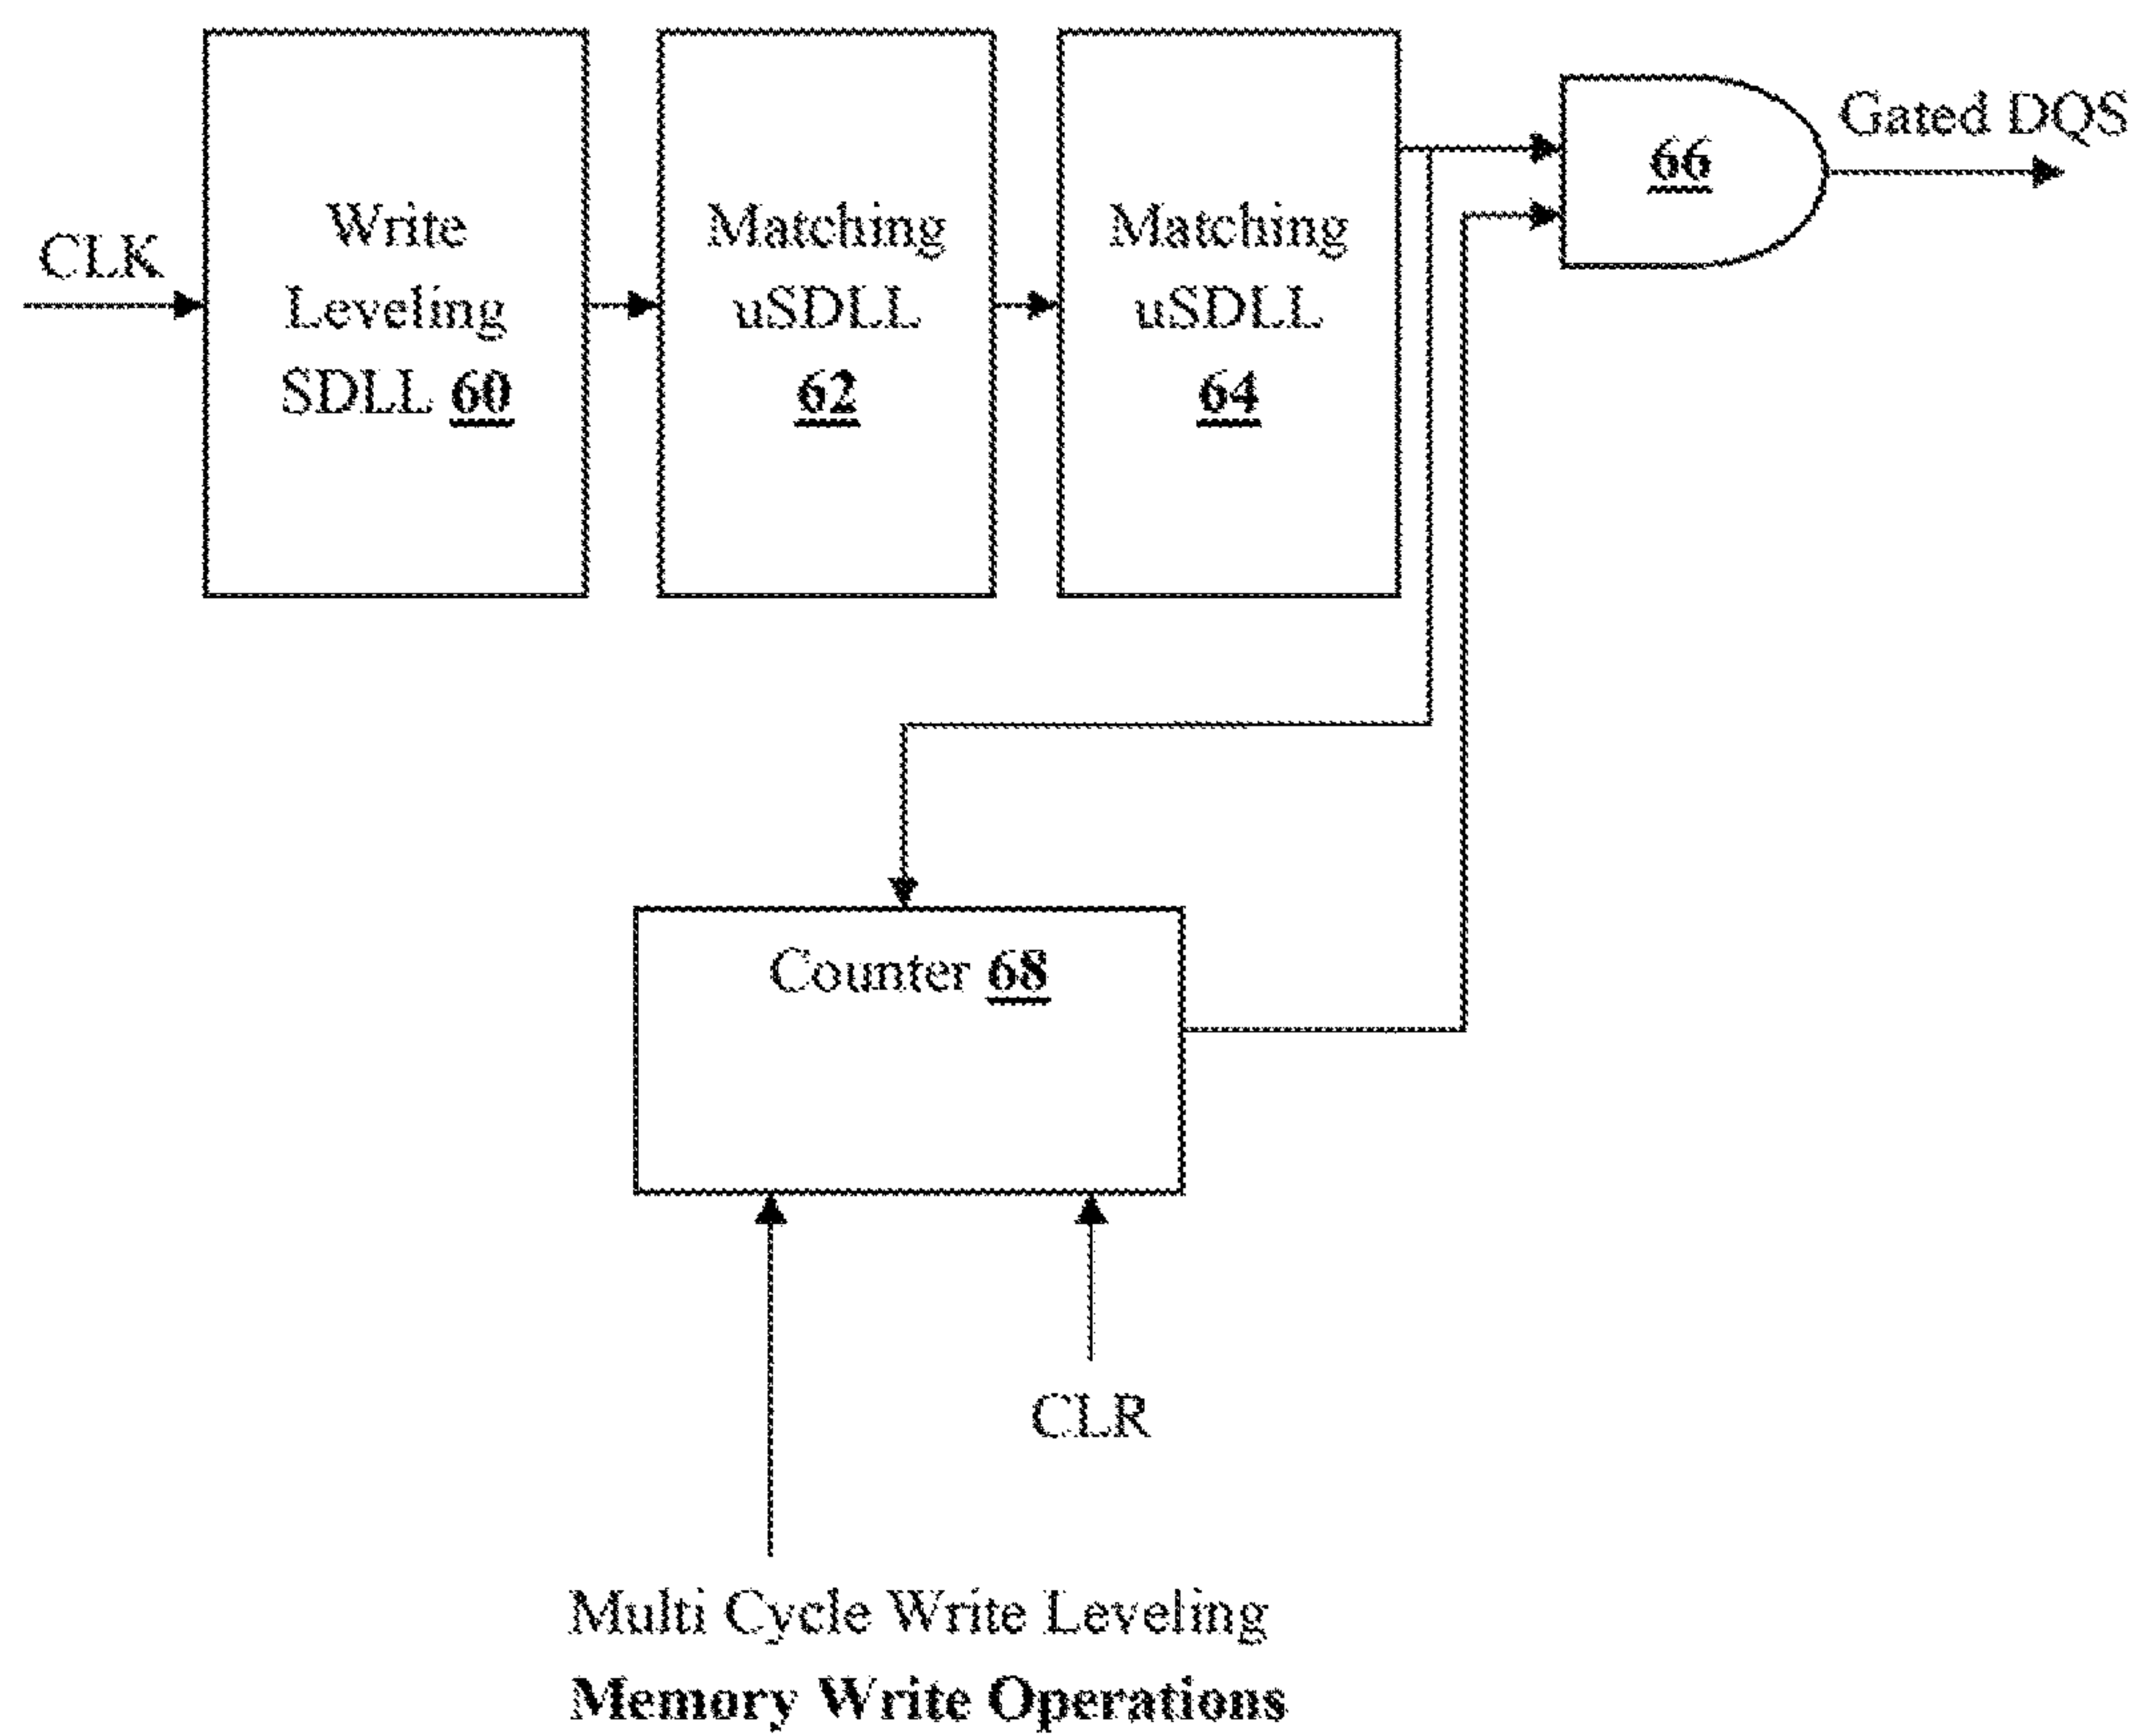 CLK
Write
Leveling
SDLL 60
Matching
uSDLL
62
Matching
uSDLL
64
66
Gated DQS
Counter 68
CLR
Multi Cycle Write Leveling
Memory Write Operations